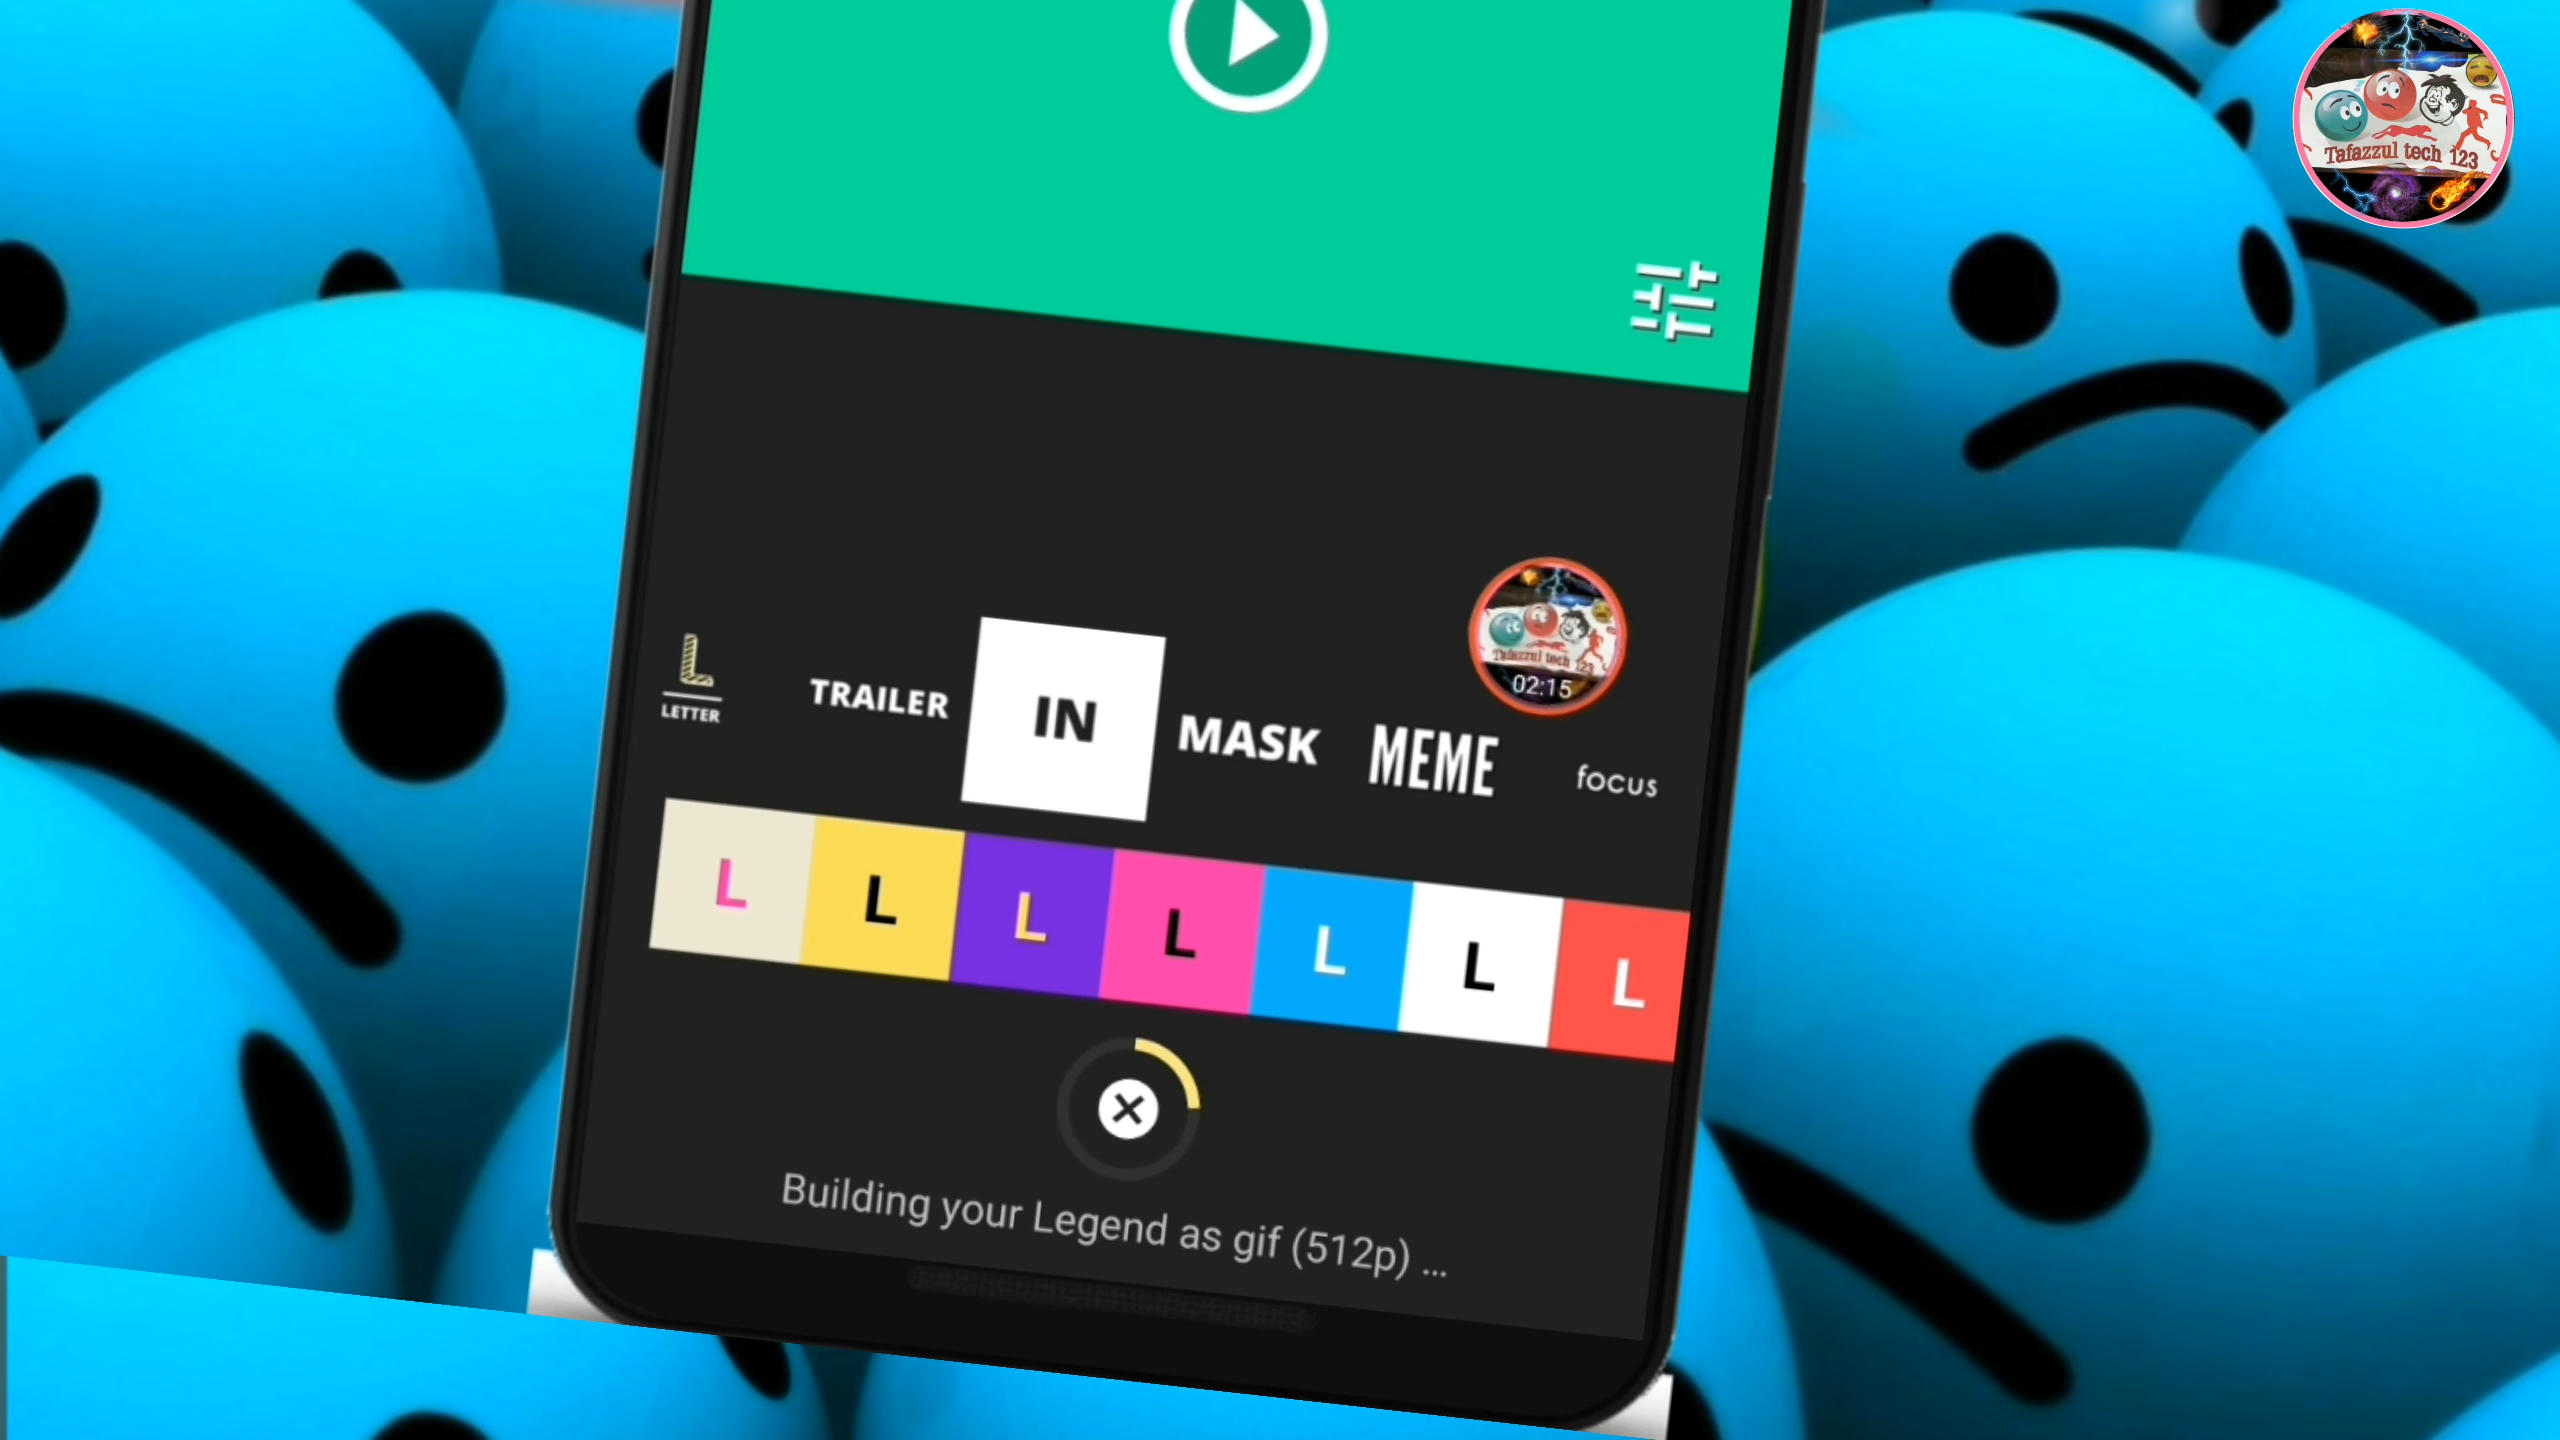 Tafazzul tech 123
Tafazzul tech 123
02:15
L
LETTER
TRAILER
IN
MASK
MEME
focus
L L L L L L L
Building your Legend as gif (512p) ...